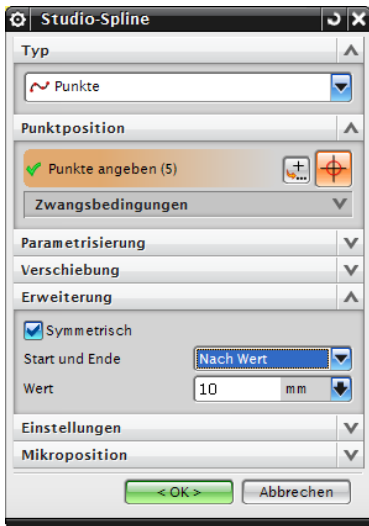 Studio-Spline
Typ
Punkte
Punktposition
Punkte angeben (5)
Zwangsbedingungen
Parametrisierung
Verschiebung
Erweiterung
Symmetrisch
Start und Ende Nach Wert
Wert 10 mm
Einstellungen
Mikroposition
< OK > Abbrechen